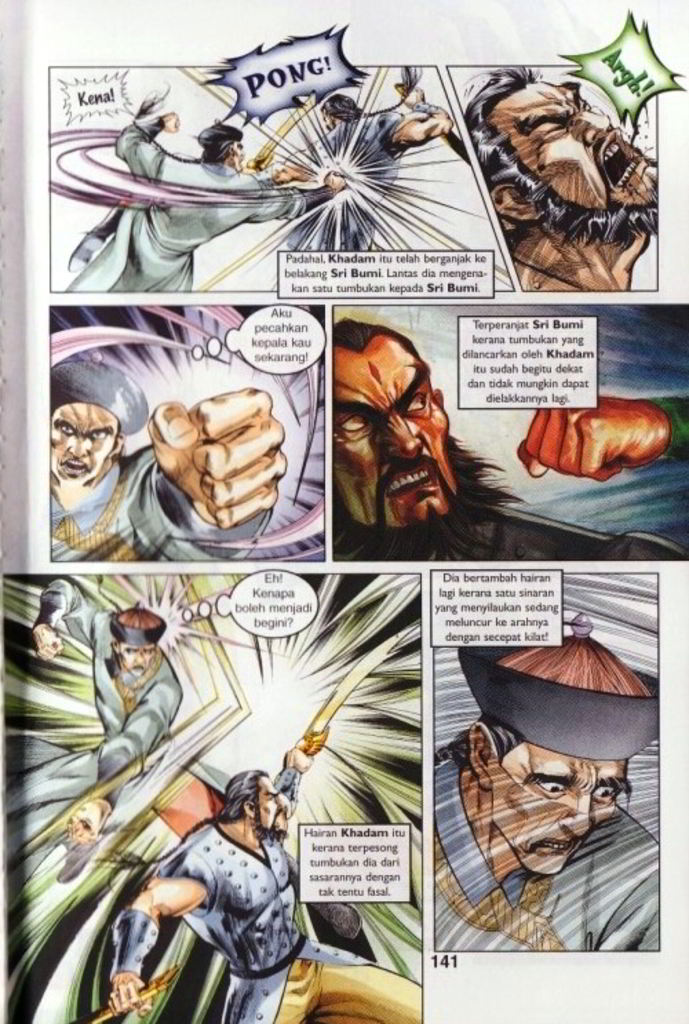 Kena!
PONG!
Argh!
Padahal, Khadam itu telah berganjak ke
belakang Sri Bumi. Lantas dia mengena-
kan satu tumbukan kepada Sri Bumi.
Aku
pecahkan
kepala kau
sekarang!
Terperanjat Sri Bumi
kerana tumbukan yang
dilancarkan oleh Khadam
itu sudah begitu dekat
dan tidak mungkin dapat
dielakkannya lagi.
Eh!
Kenapa
boleh menjadi
begini?
Hairan Khadam itu
kerana terpesong
tumbukan dia dari
sasarannya dengan
tak tentu fasal.
Dia bertambah hairan
lagi kerana satu sinaran
yang menyilaukan sedang
meluncur ke arahnya
dengan secepat kilat!
141